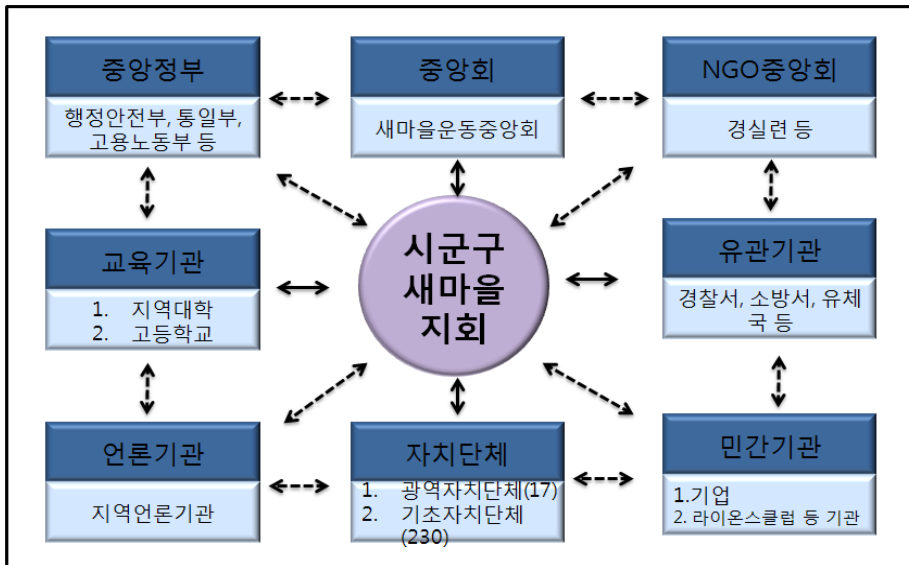 중앙정부
행정안전부, 통일부,
고용노동부 등
중앙회
새마을운동중앙회
NGO중앙회
경실련 등
교육기관
1. 지역대학
2. 고등학교
시군구
새마을
지회
유관기관
경찰서, 소방서, 유체
국 등
언론기관
지역언론기관
자치단체
1. 광역자치단체(17)
2. 기초자치단체
(230)
민간기관
1.기업
2. 라이온스클럽 등 기관